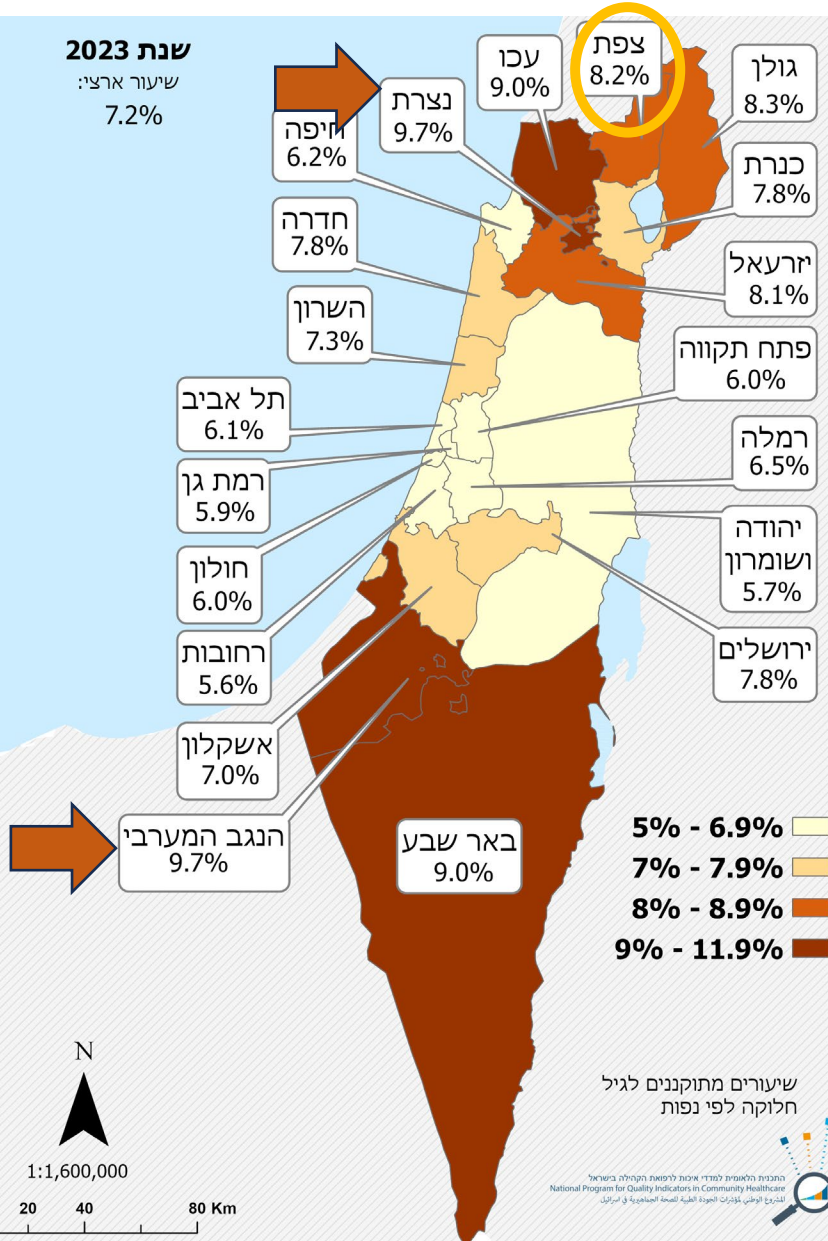 שנת 2023
שיעור ארצי:
7.2%
צפת
8.2%
עכו
9.0%
גולן
8.3%
נצרת
9.7%
חיפה
6.2%
כנרת
7.8%
חדרה
7.8%
יזרעאל
8.1%
השרון
7.3%
פתח תקווה
6.0%
תל אביב
6.1%
רמלה
6.5%
רמת גן
5.9%
יהודה
ושומרון
5.7%
חולון
6.0%
רחובות
5.6%
ירושלים
7.8%
אשקלון
7.0%
הנגב המערבי
9.7%
באר שבע
9.0%
5% - 6.9%
7% - 7.9%
8% - 8.9%
9% - 11.9%
N
1:1,600,000
20 40 80 Km
שיעורים מתוקננים לגיל
חלוקה לפי נפות
התכנית הלאומית למדדי איכות לרפואת הקהילה בישראל
National Program for Quality Indicators in Community Healthcare